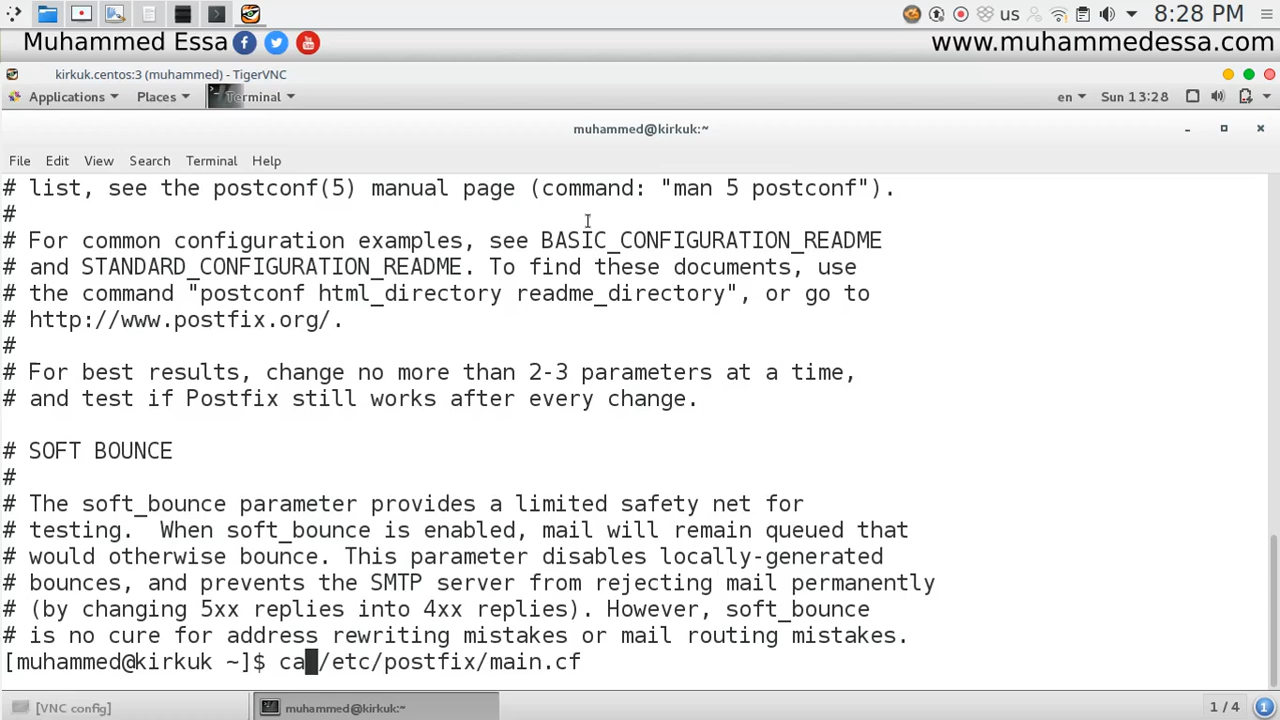 us
8:28 PM
Muhammed Essa
www.muhammedessa.com
kirkuk.centos:3 (muhammed) - TigerVNC
Applications Places Terminal en Sun 13:28
muhammed@kirkuk:~
File Edit View Search Terminal Help
# list, see the postconf(5) manual page (command: "man 5 postconf").
#
# For common configuration examples, see BASIC_CONFIGURATION_README
# and STANDARD_CONFIGURATION_README. To find these documents, use
# the command "postconf html_directory readme_directory", or go to
# http://www.postfix.org/.
#
# For best results, change no more than 2-3 parameters at a time,
# and test if Postfix still works after every change.
# SOFT BOUNCE
#
# The soft_bounce parameter provides a limited safety net for
# testing.  When soft_bounce is enabled, mail will remain queued that
# would otherwise bounce. This parameter disables locally-generated
# bounces, and prevents the SMTP server from rejecting mail permanently
# (by changing 5xx replies into 4xx replies). However, soft_bounce
# is no cure for address rewriting mistakes or mail routing mistakes.
[muhammed@kirkuk ~]$ ca /etc/postfix/main.cf
[VNC config] muhammed@kirkuk:~ 1 / 4 1